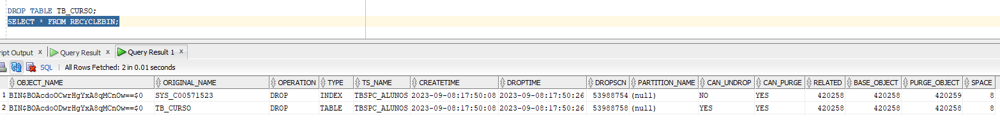 DROP TABLE TB_CURSO;
SELECT * FROM RECYCLEBIN;
ript Output x Query Result x Query Result 1 x
SQL | All Rows Fetched: 2 in 0.01 seconds
OBJECT_NAME ORIGINAL_NAME OPERATION TYPE TS_NAME CREATETIME DROPTIME DROPSCN PARTITION_NAME CAN_UNDROP CAN_PURGE RELATED BASE_OBJECT PURGE_OBJECT SPACE
1 BIN$BOAcdoOCwrHgYxA8qMCnOw==$0 SYS_C00571523 DROP INDEX TBSPC_ALUNOS 2023-09-08:17:50:08 2023-09-08:17:50:26 53988754 (null) NO YES 420258 420258 420259 8
2 BIN$BOAcdoODwrHgYxA8qMCnOw==$0 TB_CURSO DROP TABLE TBSPC_ALUNOS 2023-09-08:17:50:08 2023-09-08:17:50:26 53988758 (null) YES YES 420258 420258 420258 8